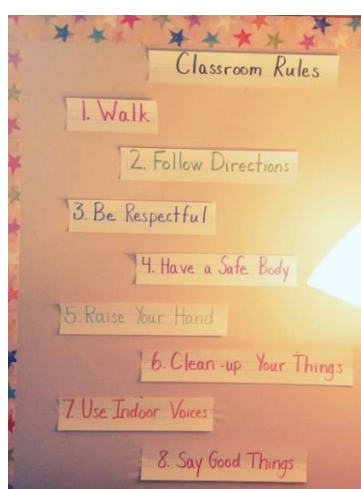 Classroom Rules
1. Walk
2. Follow Directions
3. Be Respectful
4. Have a Safe Body
5. Raise Your Hand
6. Clean-up Your Things
7. Use Indoor Voices
8. Say Good Things